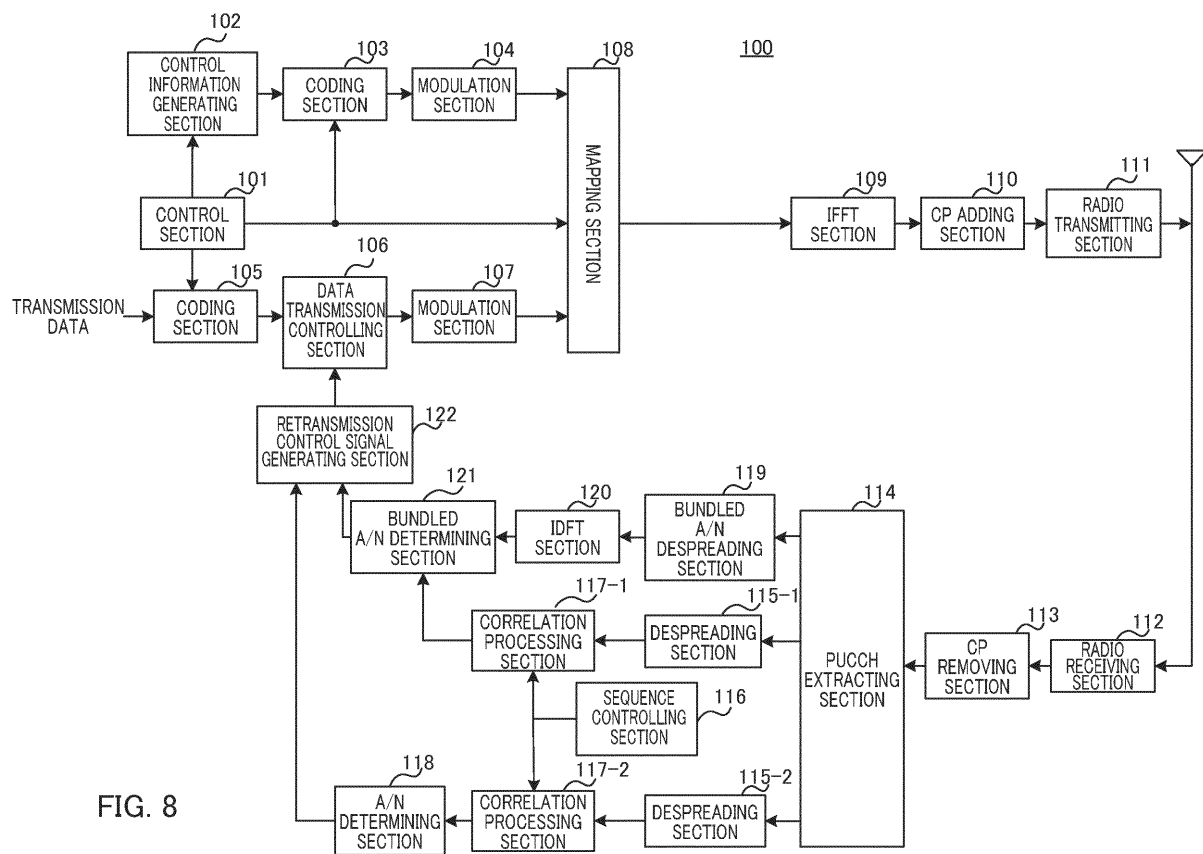 102
CONTROL
INFORMATION
GENERATING
SECTION
103
CODING
SECTION
104
MODULATION
SECTION
108
MAPPING SECTION
100
101
CONTROL
SECTION
109
IFFT
SECTION
110
CP ADDING
SECTION
111
RADIO
TRANSMITTING
SECTION
TRANSMISSION
DATA
105
CODING
SECTION
106
DATA
TRANSMISSION
CONTROLLING
SECTION
107
MODULATION
SECTION
122
RETRANSMISSION
CONTROL SIGNAL
GENERATING SECTION
121
BUNDLED
A/N DETERMINING
SECTION
120
IDFT
SECTION
119
BUNDLED
A/N
DESPREADING
SECTION
114
PUCCH
EXTRACTING
SECTION
117-1
CORRELATION
PROCESSING
SECTION
115-1
DESPREADING
SECTION
113
CP
REMOVING
SECTION
112
RADIO
RECEIVING
SECTION
SEQUENCE
CONTROLLING
SECTION
116
118
A/N
DETERMINING
SECTION
117-2
CORRELATION
PROCESSING
SECTION
115-2
DESPREADING
SECTION
FIG. 8